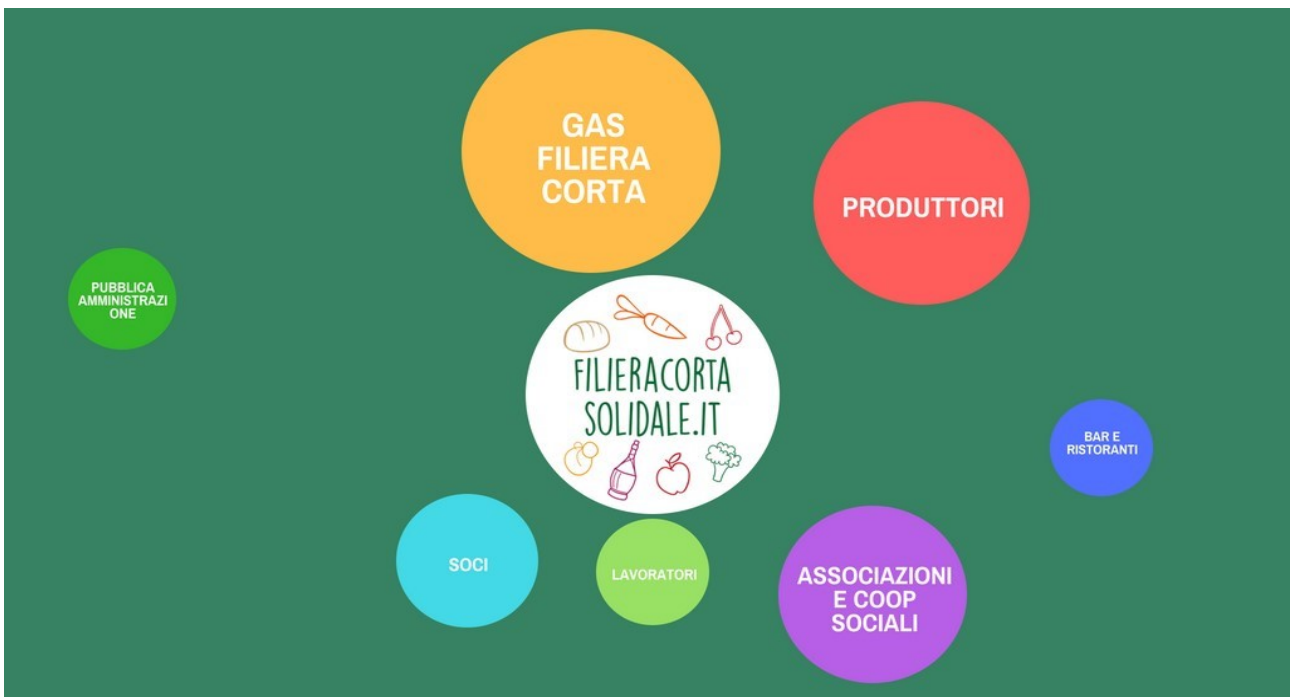 GAS
FILIERA
CORTA
PRODUTTORI
PUBBLICA
AMMINISTRAZI
ONE
FILIERACORTA
SOLIDALE.IT
BAR E
RISTORANTI
SOCI
LAVORATORI
ASSOCIAZIONI
E COOP
SOCIALI